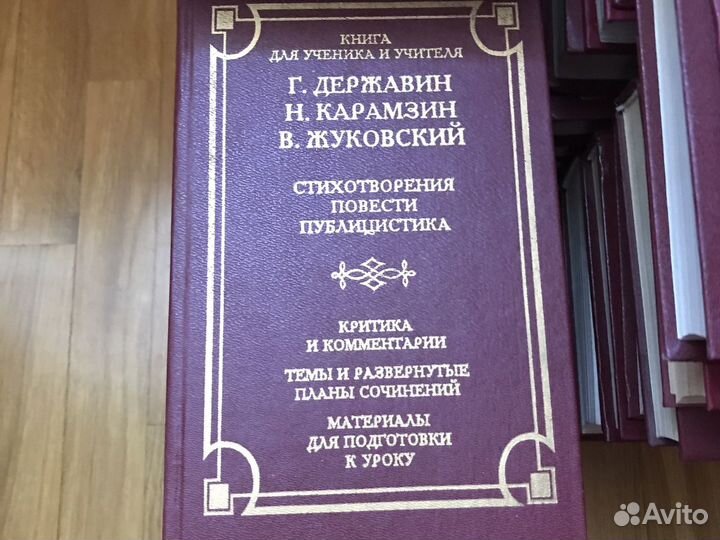 КНИГА
ДЛЯ УЧЕНИКА И УЧИТЕЛЯ
Г. ДЕРЖАВИН
Н. КАРАМЗИН
В. ЖУКОВСКИЙ
СТИХОТВОРЕНИЯ
ПОВЕСТИ
ПУБЛИЦИСТИКА
КРИТИКА
И КОММЕНТАРИИ
ТЕМЫ И РАЗВЕРНУТЫЕ
ПЛАНЫ СОЧИНЕНИЙ
МАТЕРИАЛЫ
ДЛЯ ПОДГОТОВКИ
К УРОКУ
Avito